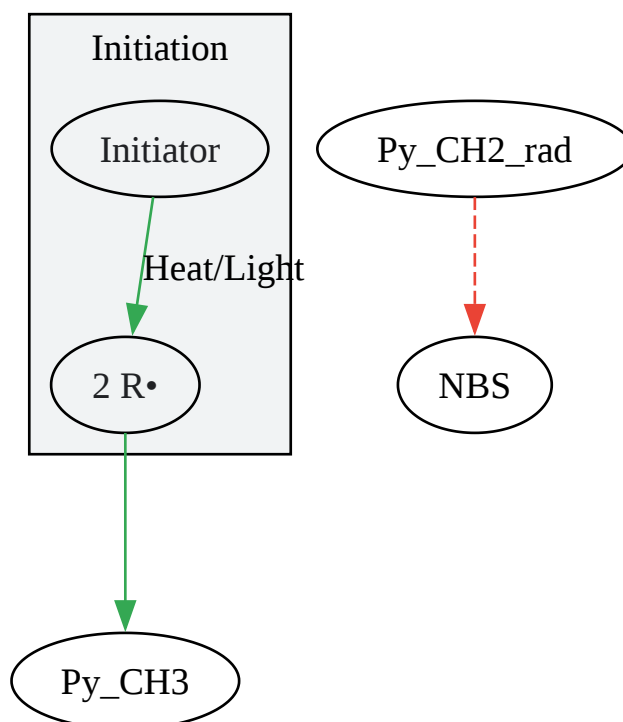 Initiation
Initiator
Py_CH2_rad
Heat/Light
2 R•
NBS
Py_CH3